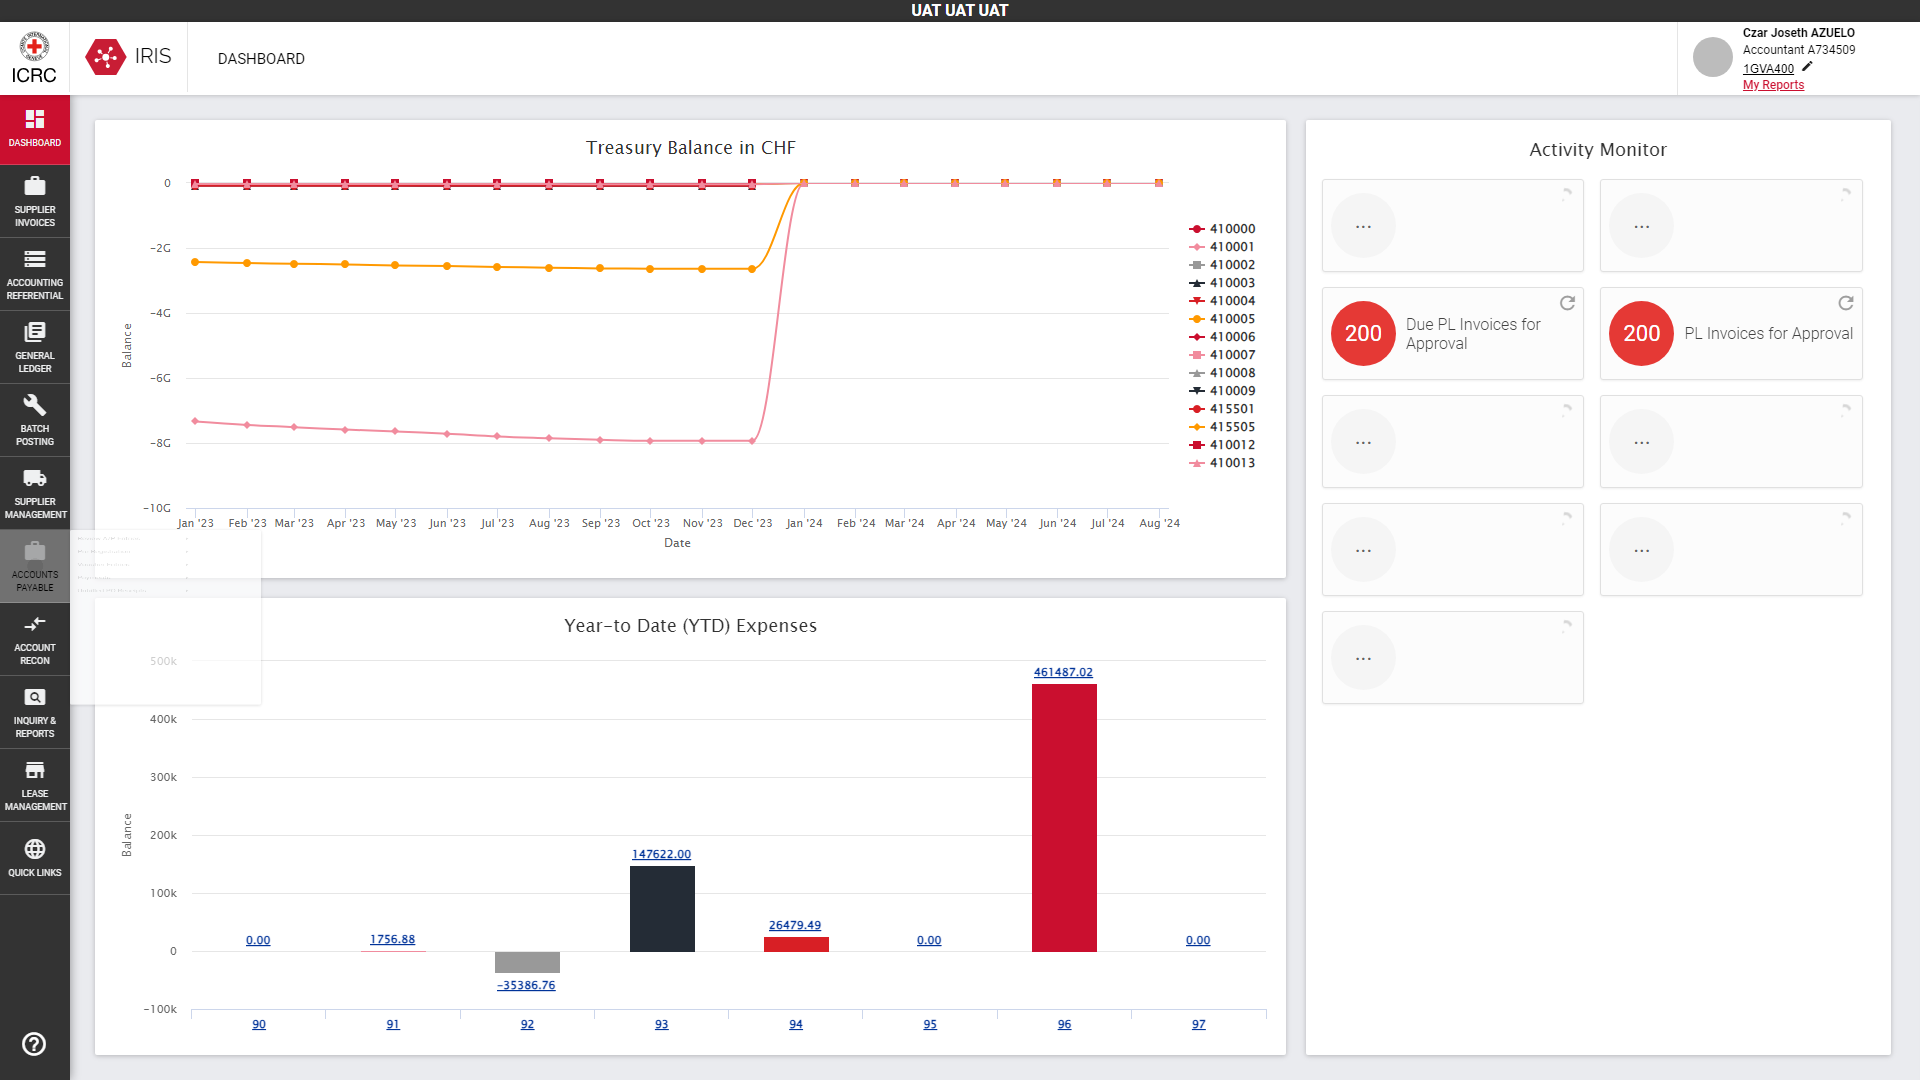 UAT UAT UAT
ICRC
IRIS
DASHBOARD
Czar Joseth AZUELO
Accountant A734509
1GVA400
My Reports
DASHBOARD
SUPPLIER
INVOICES
ACCOUNTING
REFERENTIAL
GENERAL
LEDGER
BATCH
POSTING
SUPPLIER
MANAGEMENT
ACCOUNTS
PAYABLE
ACCOUNT
RECON
INQUIRY &
REPORTS
LEASE
MANAGEMENT
QUICK LINKS
Treasury Balance in CHF
0
-2G
-4G
-6G
-8G
-10G
Balance
Jan '23 Feb '23 Mar '23 Apr '23 May '23 Jun '23 Jul '23 Aug '23 Sep '23 Oct '23 Nov '23 Dec '23 Jan '24 Feb '24 Mar '24 Apr '24 May '24 Jun '24 Jul '24 Aug '24
Date
410000
410001
410002
410003
410004
410005
410006
410007
410008
410009
415501
415505
410012
410013
Year-to Date (YTD) Expenses
500k
400k
300k
200k
100k
0
-100k
Balance
0.00
1756.88
-35386.76
147622.00
26479.49
0.00
461487.02
0.00
90 91 92 93 94 95 96 97
Activity Monitor
...
...
200 Due PL Invoices for
Approval
200 PL Invoices for Approval
...
...
...
...
...